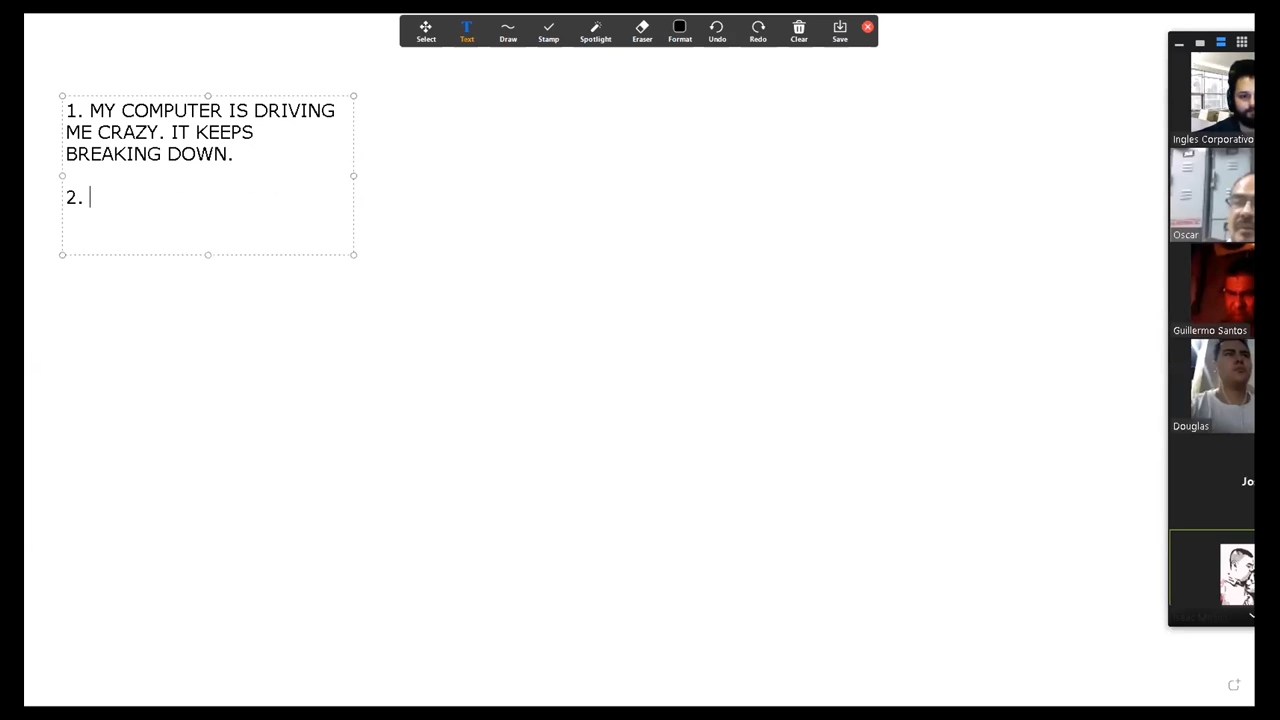 Select Text Draw Stamp Spotlight Eraser Format Undo Redo Clear Save
1. MY COMPUTER IS DRIVING
ME CRAZY. IT KEEPS
BREAKING DOWN.
2.
Ingles Corporativo
Oscar
Guillermo Santos
Douglas
Jo